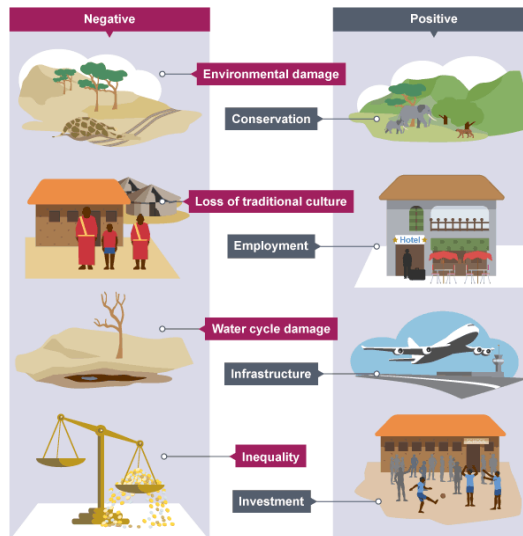 Negative
Positive
Environmental damage
Conservation
Loss of traditional culture
Employment
Hotel
Water cycle damage
Infrastructure
Inequality
Investment